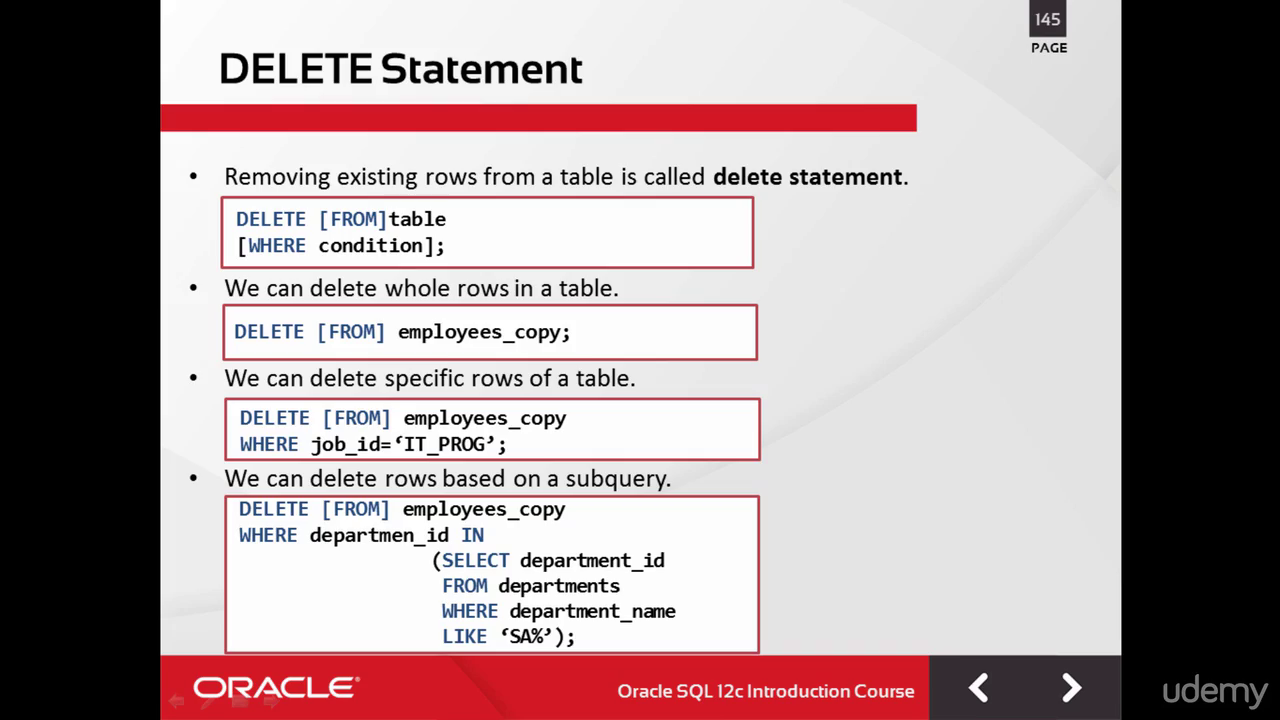 145
PAGE
DELETE Statement
• Removing existing rows from a table is called delete statement.
DELETE [FROM]table
[WHERE condition];
• We can delete whole rows in a table.
DELETE [FROM] employees_copy;
• We can delete specific rows of a table.
DELETE [FROM] employees_copy
WHERE job_id=‘IT_PROG’;
• We can delete rows based on a subquery.
DELETE [FROM] employees_copy
WHERE departmen_id IN
(SELECT department_id
FROM departments
WHERE department_name
LIKE ‘SA%’);
ORACLE®
Oracle SQL 12c Introduction Course
udemy